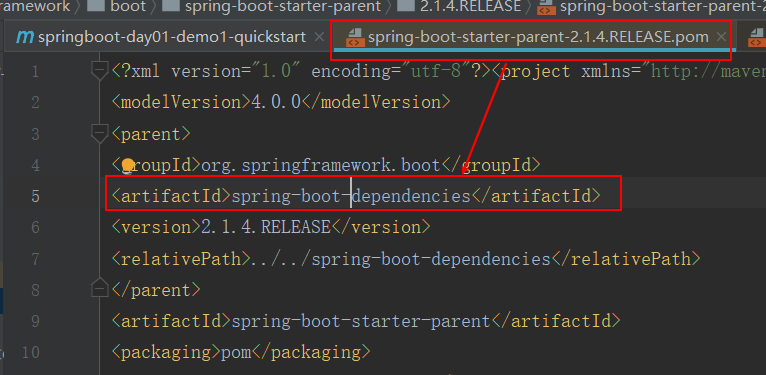 amework boot spring-boot-starter-parent 2.1.4.RELEASE spring-boot-starter-parent-2
springboot-day01-demo1-quickstart × spring-boot-starter-parent-2.1.4.RELEASE.pom ×
1 <?xml version="1.0" encoding="utf-8"?><project xmlns="http://maven
2 <modelVersion>4.0.0</modelVersion>
3 <parent>
4 <groupId>org.springframework.boot</groupId>
5 <artifactId>spring-boot-dependencies</artifactId>
6 <version>2.1.4.RELEASE</version>
7 <relativePath>../../spring-boot-dependencies</relativePath>
8 </parent>
9 <artifactId>spring-boot-starter-parent</artifactId>
10 <packaging>pom</packaging>